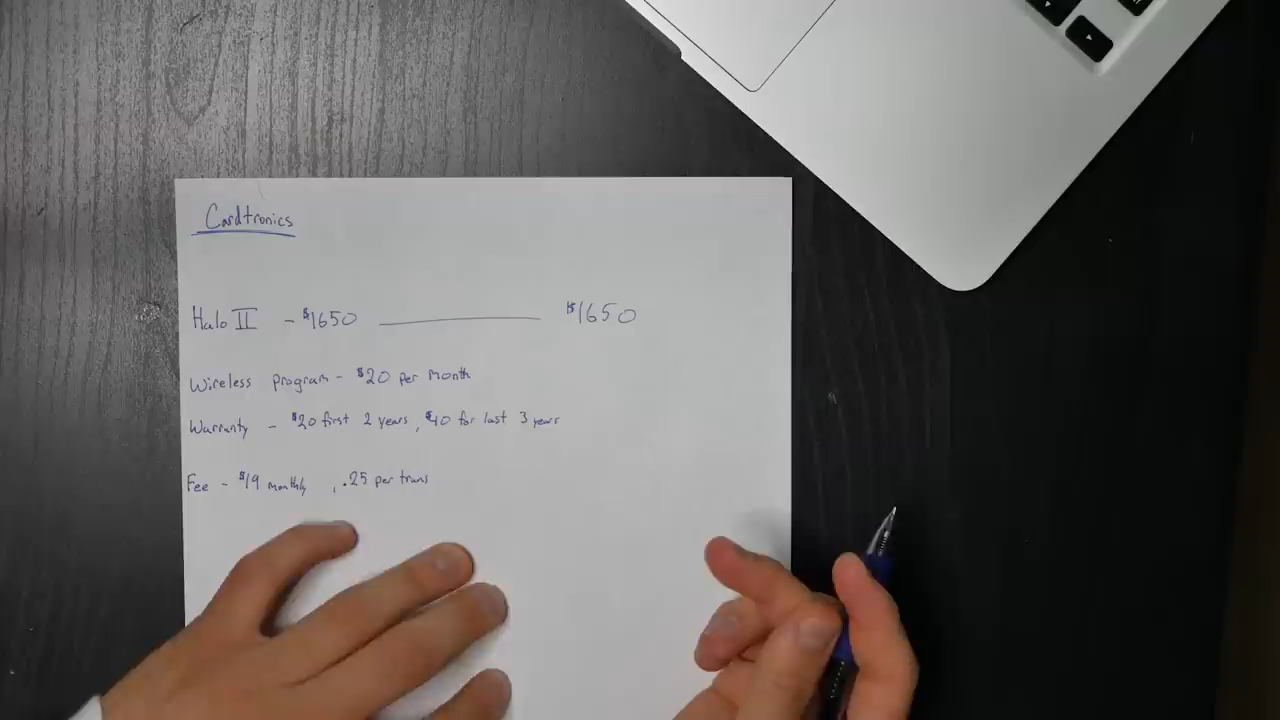 Cardtronics
Halo II - $1650 $1650
Wireless program - $20 per month
Warranty - $20 first 2 years, $40 for last 3 years
Fee - $19 monthly , .25 per trans